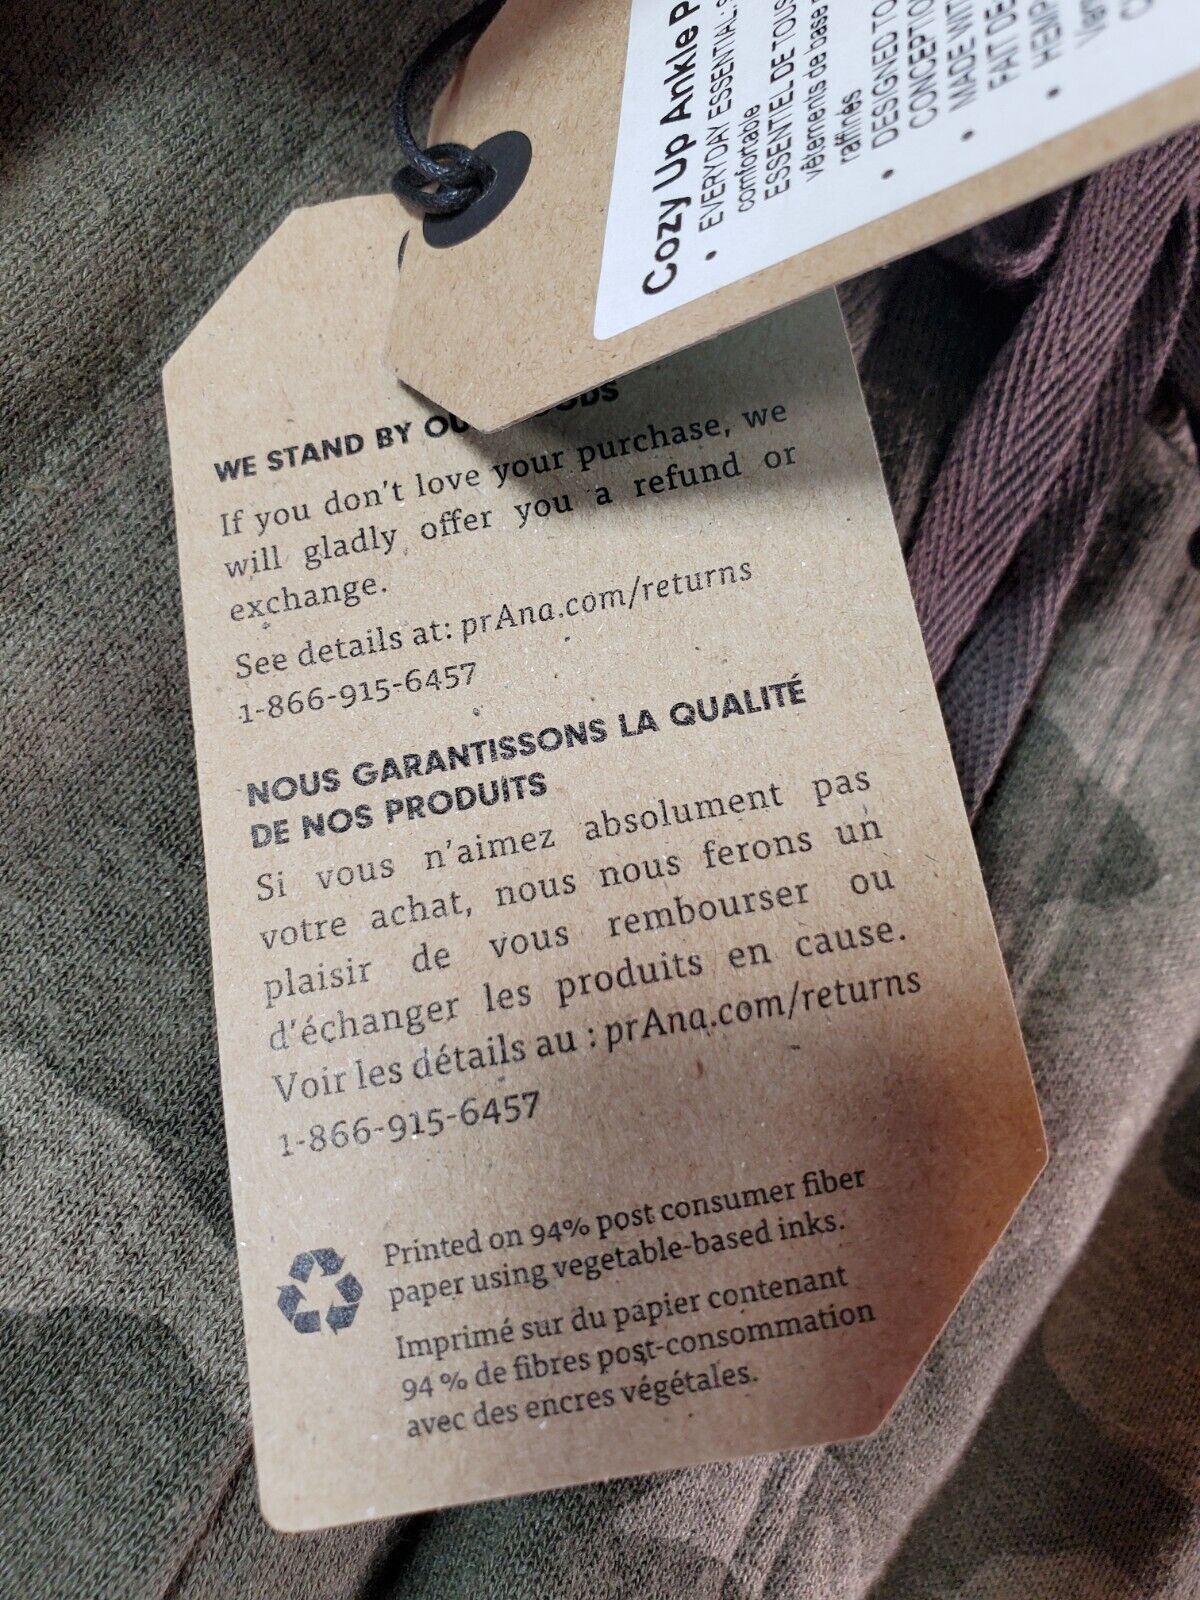 Cozy Up Ankle P
• EVERYDAY ESSENTIAL:
comfortable
ESSENTIEL DE TOUS
vêtements de base
raffinés
• DESIGNED TO
CONCEPTIO
• MADE WITH
FAIT DE
• HEMP
WE STAND BY OU OODS
If you don't love your purchase, we
will gladly offer you a refund or
exchange.
See details at: prAna.com/returns
1-866-915-6457
NOUS GARANTISSONS LA QUALITÉ
DE NOS PRODUITS
Si vous n'aimez absolument pas
votre achat, nous nous ferons un
plaisir de vous rembourser ou
d'échanger les produits en cause.
Voir les détails au : prAna.com/returns
1-866-915-6457
Printed on 94% post consumer fiber
paper using vegetable-based inks.
Imprimé sur du papier contenant
94 % de fibres post-consommation
avec des encres végétales.